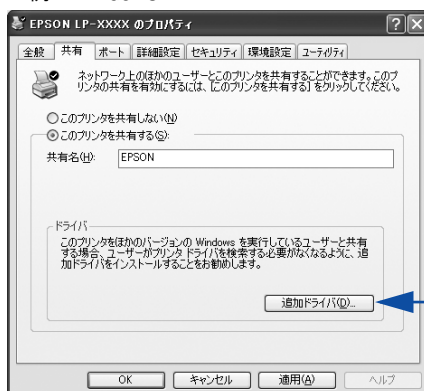 EPSON LP-XXXX のプロパティ
全般 共有 ポート 詳細設定 セキュリティ 環境設定 ユーティリティ
ネットワーク上のほかのユーザーとこのプリンタを共有することができます。このプ
リンタの共有を有効にするには、[このプリンタを共有する] をクリックしてください。
このプリンタを共有しない(N)
このプリンタを共有する(S):
共有名(H): EPSON
ドライバ
このプリンタをほかのバージョンの Windows を実行しているユーザーと共有
する場合、ユーザーがプリンタ ドライバを検索する必要がなくなるように、追
加ドライバをインストールすることをお勧めします。
追加ドライバ(D)...
OK キャンセル 適用(A) ヘルプ